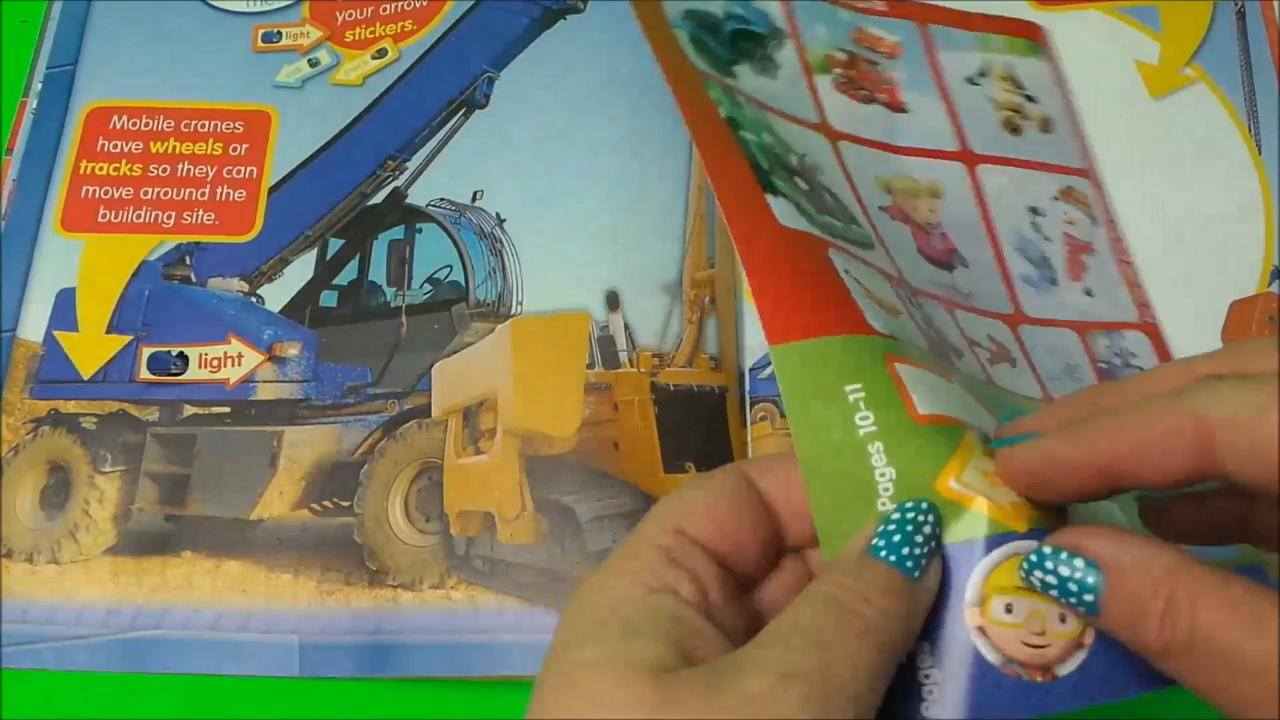 your arrow
stickers.
light
Mobile cranes
have wheels or
tracks so they can
move around the
building site.
light
pages 10-11